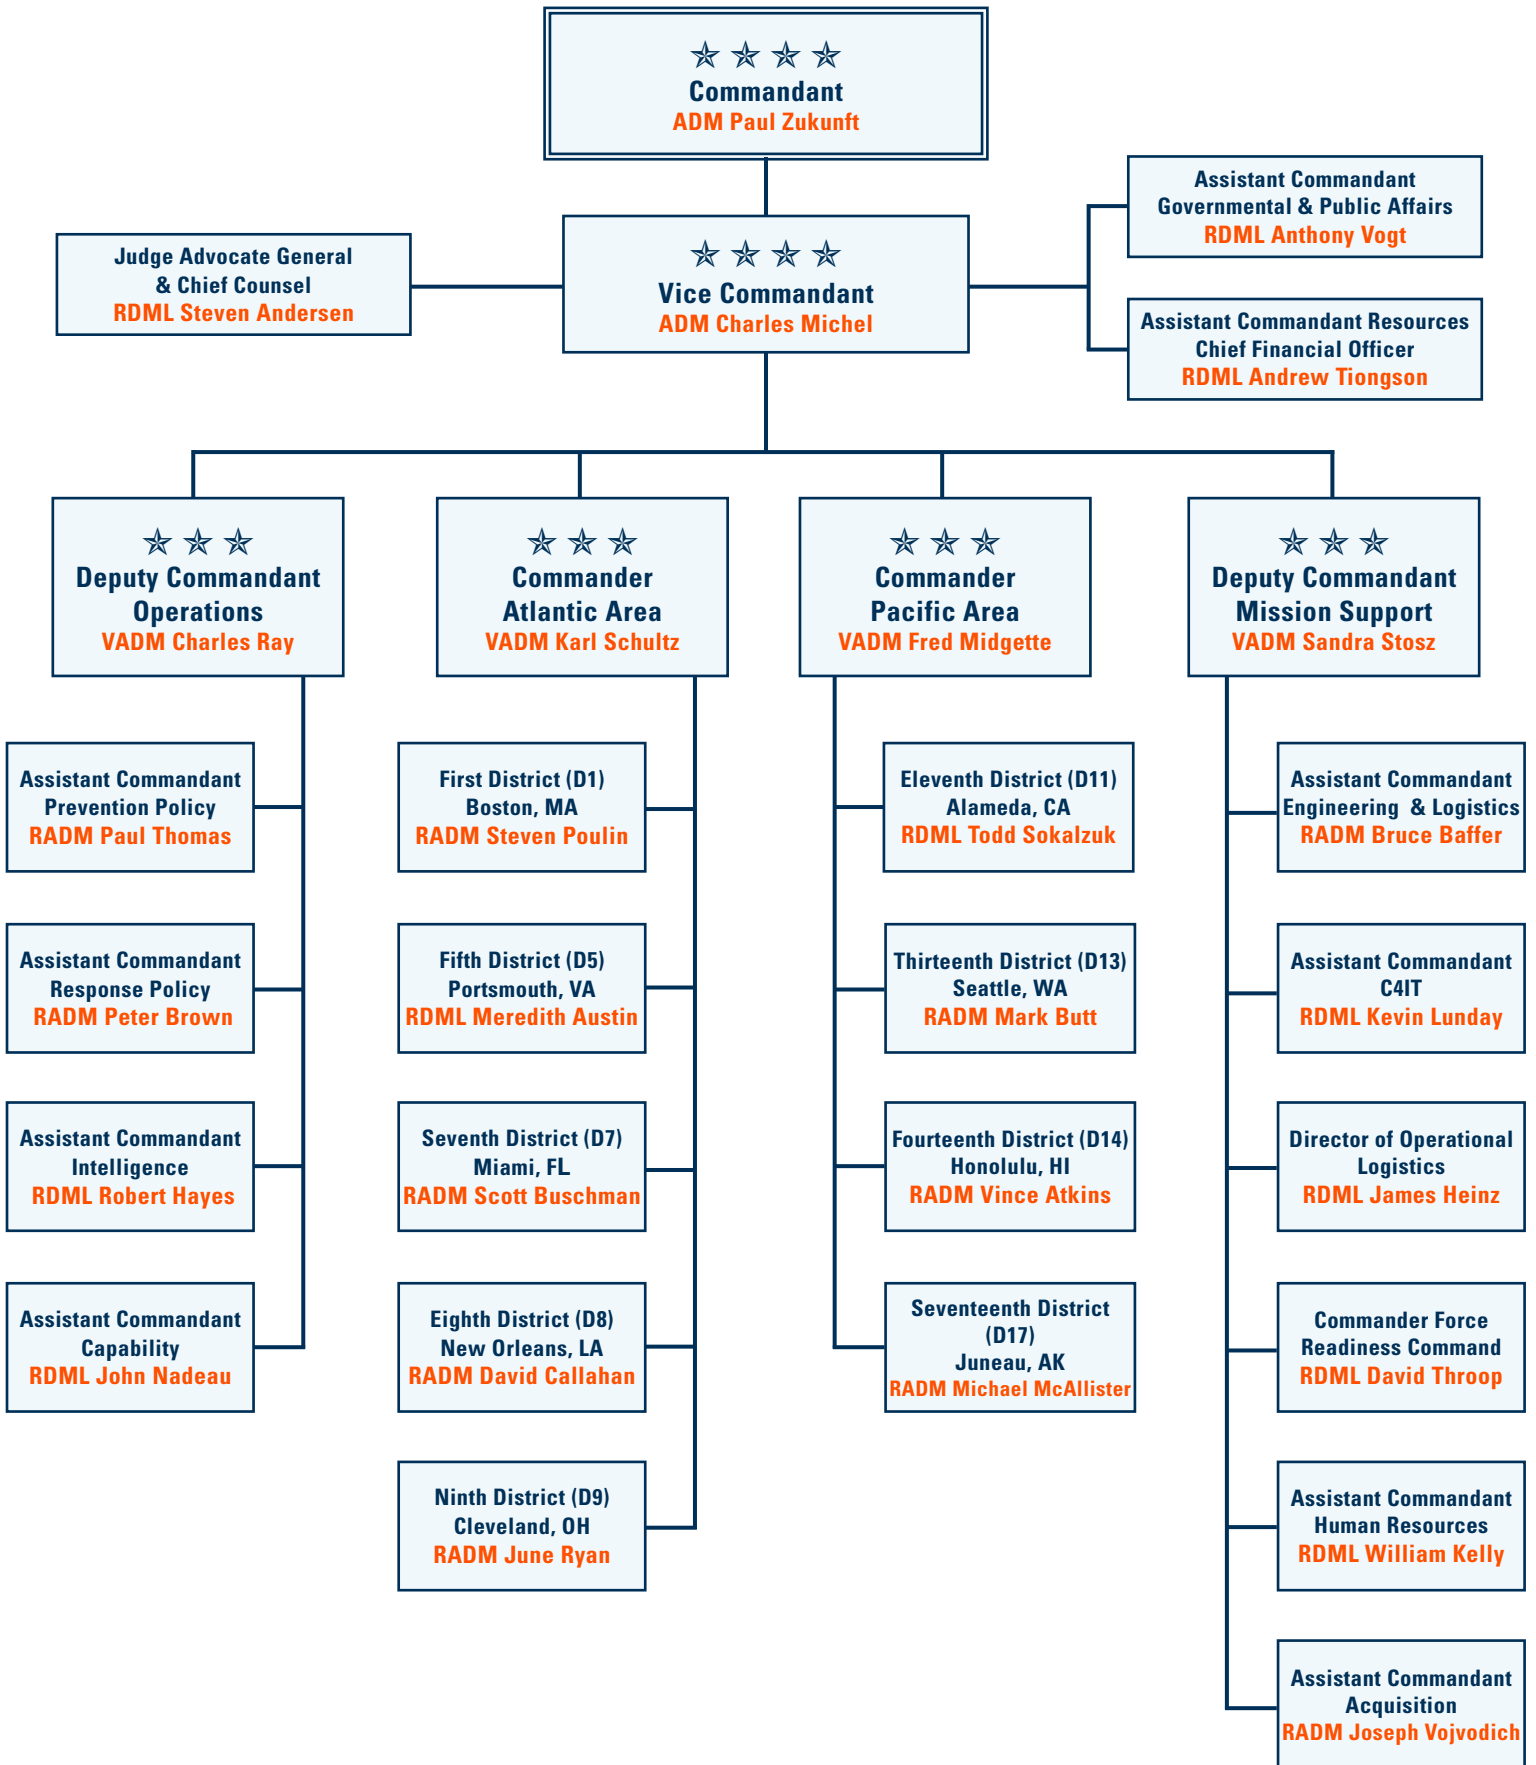 Commandant
ADM Paul Zukunft
Assistant Commandant
Governmental & Public Affairs
RDML Anthony Vogt
Judge Advocate General
& Chief Counsel
RDML Steven Andersen
Vice Commandant
ADM Charles Michel
Assistant Commandant Resources
Chief Financial Officer
RDML Andrew Tiongson
Deputy Commandant
Operations
VADM Charles Ray
Commander
Atlantic Area
VADM Karl Schultz
Commander
Pacific Area
VADM Fred Midgette
Deputy Commandant
Mission Support
VADM Sandra Stosz
Assistant Commandant
Prevention Policy
RADM Paul Thomas
First District (D1)
Boston, MA
RADM Steven Poulin
Eleventh District (D11)
Alameda, CA
RDML Todd Sokalzuk
Assistant Commandant
Engineering & Logistics
RADM Bruce Baffer
Assistant Commandant
Response Policy
RADM Peter Brown
Fifth District (D5)
Portsmouth, VA
RDML Meredith Austin
Thirteenth District (D13)
Seattle, WA
RADM Mark Butt
Assistant Commandant
C4IT
RDML Kevin Lunday
Assistant Commandant
Intelligence
RDML Robert Hayes
Seventh District (D7)
Miami, FL
RADM Scott Buschman
Fourteenth District (D14)
Honolulu, HI
RADM Vince Atkins
Director of Operational
Logistics
RDML James Heinz
Assistant Commandant
Capability
RDML John Nadeau
Eighth District (D8)
New Orleans, LA
RADM David Callahan
Seventeenth District
(D17)
Juneau, AK
RADM Michael McAllister
Commander Force
Readiness Command
RDML David Throop
Ninth District (D9)
Cleveland, OH
RADM June Ryan
Assistant Commandant
Human Resources
RDML William Kelly
Assistant Commandant
Acquisition
RADM Joseph Vojvodich